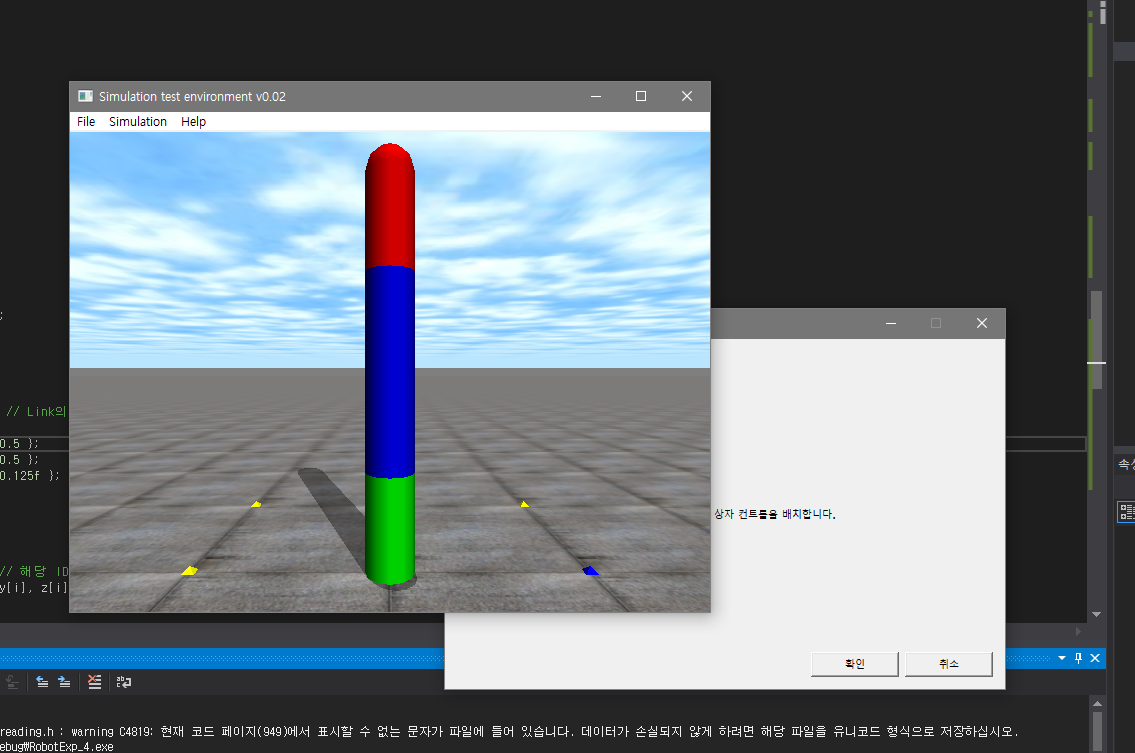 Simulation test environment v0.02
File Simulation Help
;
// Link의
0.5 };
0.5 };
0.125f };
속성
상자 컨트롤을 배치합니다.
// 해당 ID
y[i], z[i]
확인 취소
reading.h : warning C4819: 현재 코드 페이지(949)에서 표시할 수 없는 문자가 파일에 들어 있습니다. 데이터가 손실되지 않게 하려면 해당 파일을 유니코드 형식으로 저장하십시오.
ebug₩RobotExp_4.exe